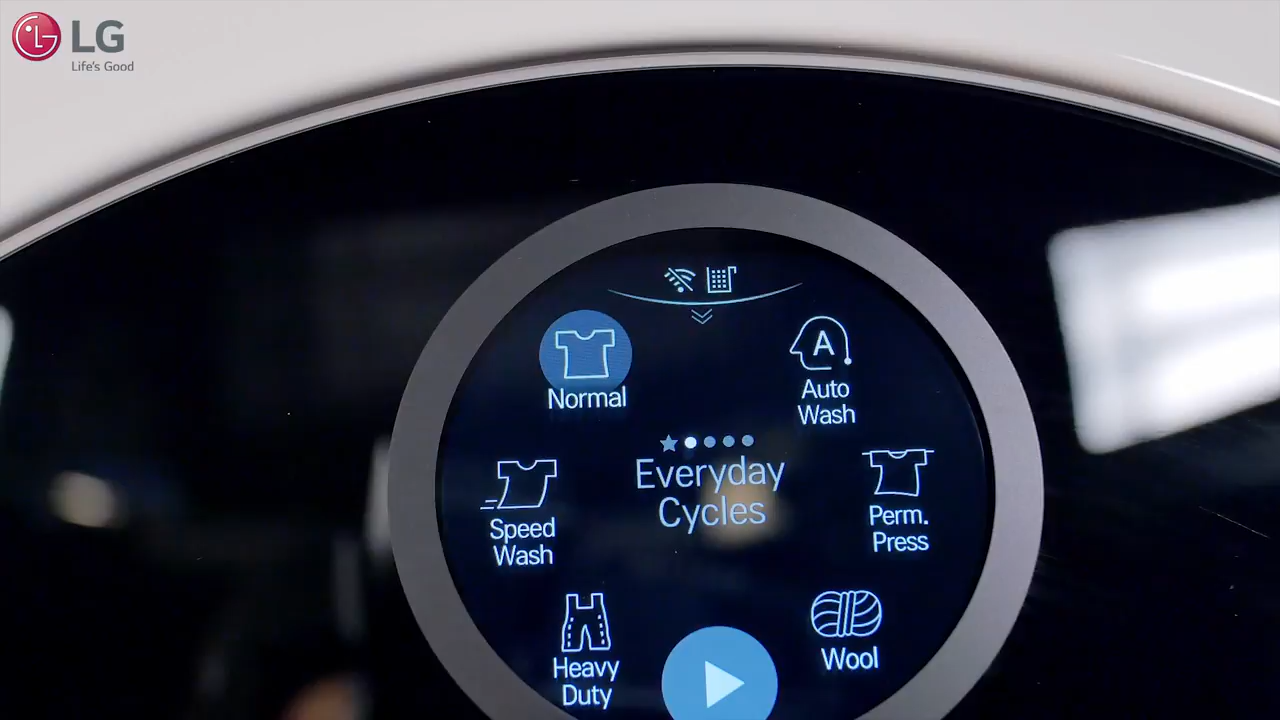 LG
Life's Good
Normal
A
Auto
Wash
Everyday
Cycles
Speed
Wash
Perm.
Press
Heavy
Duty
Wool